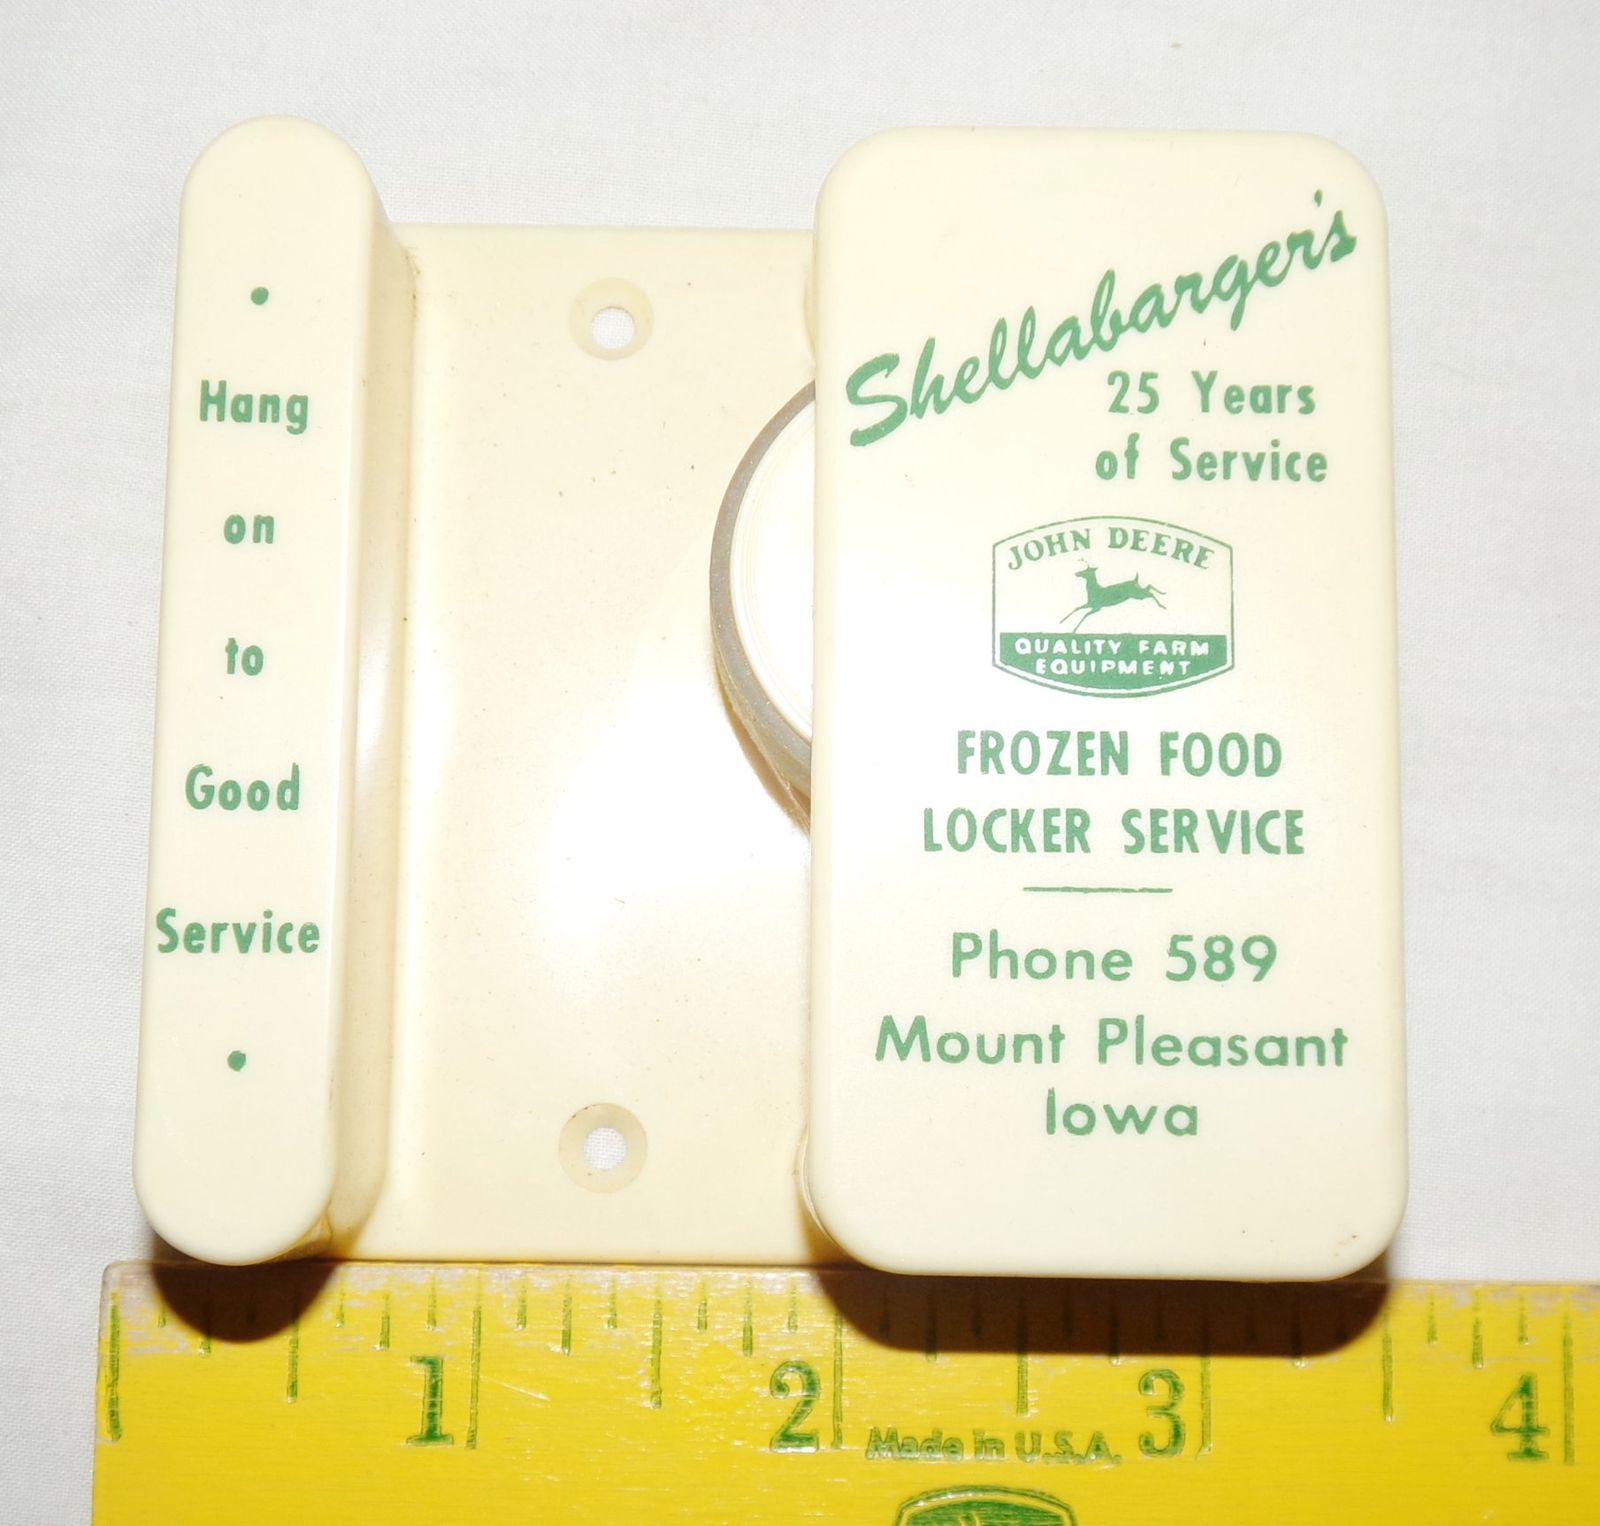 Hang
on
to
Good
Service
Shellabarger's
25 Years
of Service
JOHN DEERE
QUALITY FARM
EQUIPMENT
FROZEN FOOD
LOCKER SERVICE
Phone 589
Mount Pleasant
Iowa
1 2 3 4
Made in U.S.A.